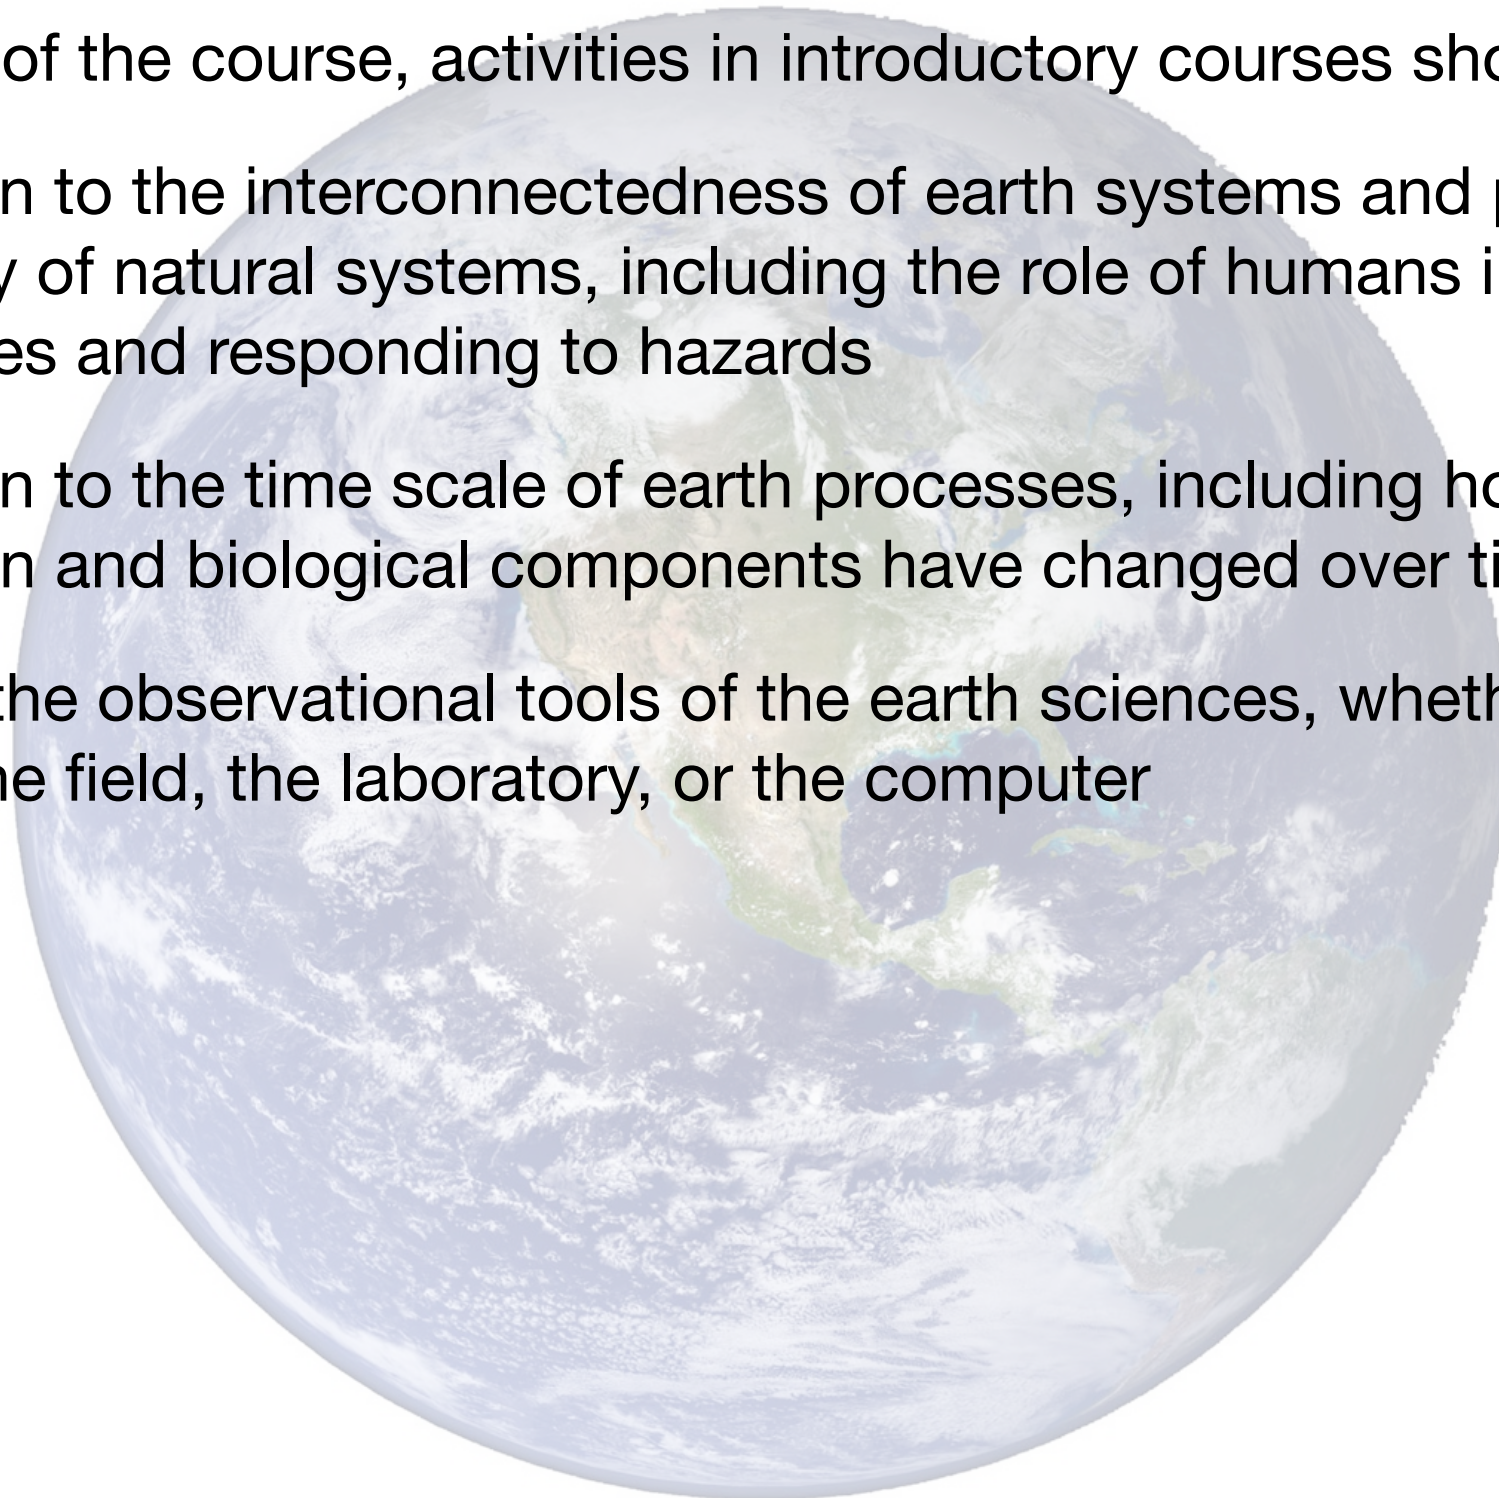 of the course, activities in introductory courses sho
n to the interconnectedness of earth systems and p
y of natural systems, including the role of humans i
es and responding to hazards
n to the time scale of earth processes, including ho
n and biological components have changed over ti
the observational tools of the earth sciences, wheth
ne field, the laboratory, or the computer